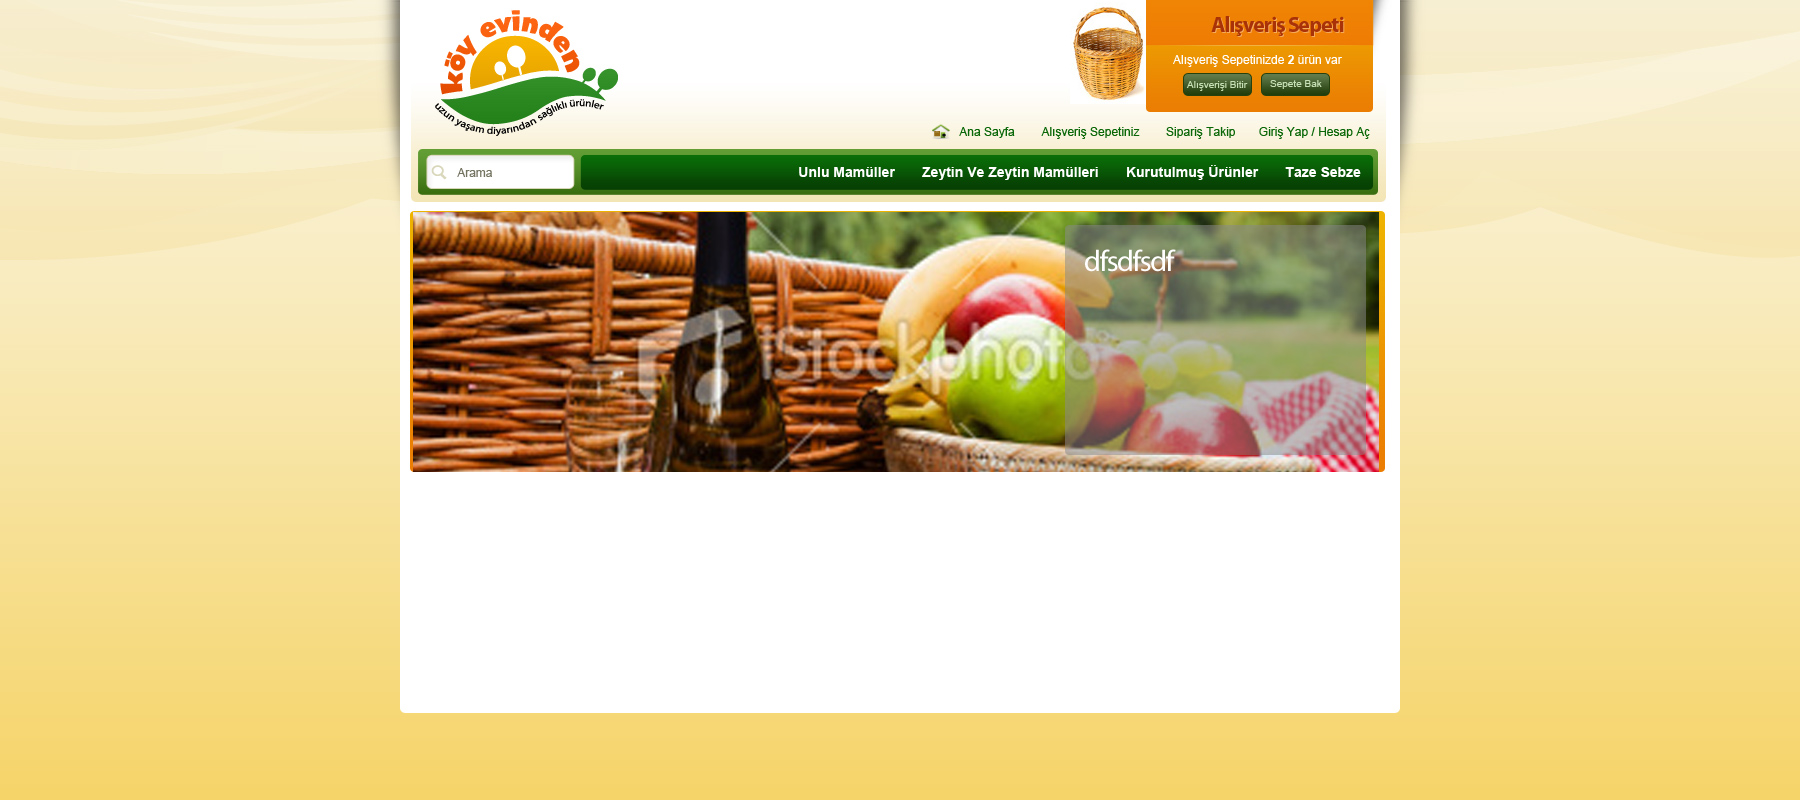 köy evinden
uzun yaşam diyarından sağlıklı ürünler
Alışveriş Sepeti
Alışveriş Sepetinizde 2 ürün var
Alışverişi Bitir
Sepete Bak
Ana Sayfa
Alışveriş Sepetiniz
Sipariş Takip
Giriş Yap / Hesap Aç
Arama
Unlu Mamüller
Zeytin Ve Zeytin Mamülleri
Kurutulmuş Ürünler
Taze Sebze
dfsdfsdf
iStockphoto